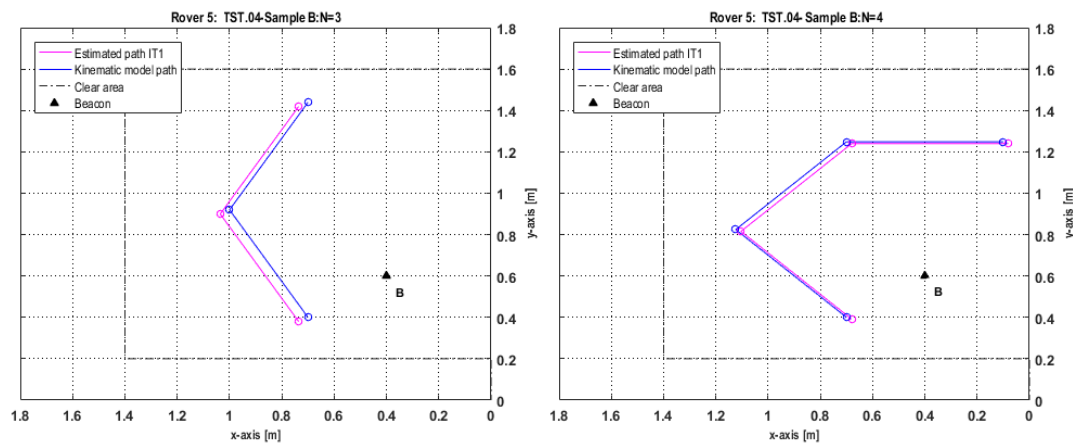 Rover 5:  TST.04-Sample B:N=3
Estimated path IT1
Kinematic model path
Clear area
Beacon
1.8
1.6
1.4
1.2
1
0.8
0.6
0.4
0.2
0
y-axis [m]
B
1.8 1.6 1.4 1.2 1 0.8 0.6 0.4 0.2 0
x-axis [m]
Rover 5:  TST.04-Sample B:N=4
Estimated path IT1
Kinematic model path
Clear area
Beacon
1.8
1.6
1.4
1.2
1
0.8
0.6
0.4
0.2
0
y-axis [m]
B
1.8 1.6 1.4 1.2 1 0.8 0.6 0.4 0.2 0
x-axis [m]